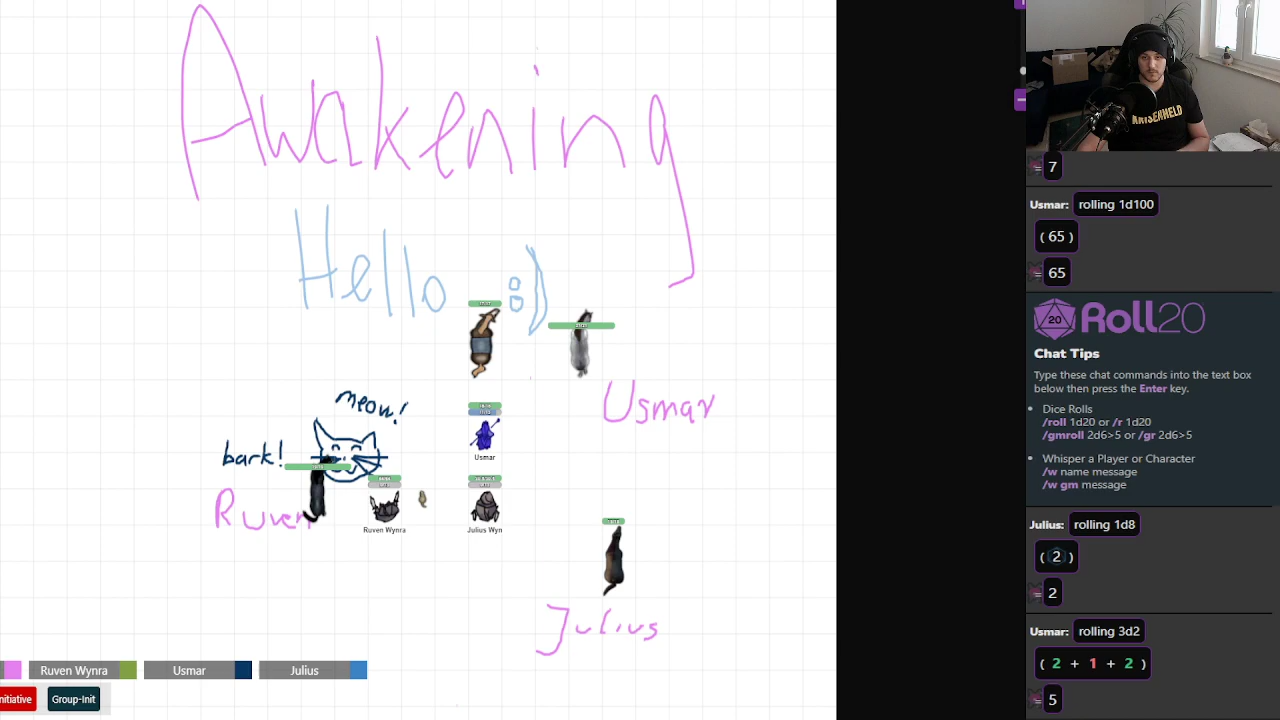 Awakening
Hello :)
Usmar
meow!
bark!
Ruven
Usmar
Ruven Wynra
Julius Wyn
Julius
Ruven Wynra
Usmar
Julius
nitiative
Group-Init
KRISENHELD
7
Usmar: rolling 1d100
(65)
= 65
20
Roll20
Chat Tips
Type these chat commands into the text box
below then press the Enter key.
• Dice Rolls
/roll 1d20 or /r 1d20
/gmroll 2d6>5 or /gr 2d6>5
• Whisper a Player or Character
/w name message
/w gm message
Julius: rolling 1d8
(2)
= 2
Usmar: rolling 3d2
(2 + 1 + 2)
= 5